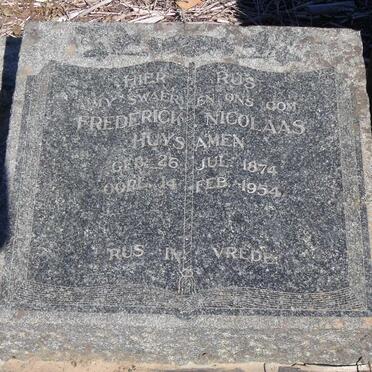 HIER RUS
MY SWAER EN ONS OOM
FREDERICK NICOLAAS
HUYSAMEN
GEB. 26 JUL. 1874
OORL. 14 FEB. 1954
RUS IN VREDE.